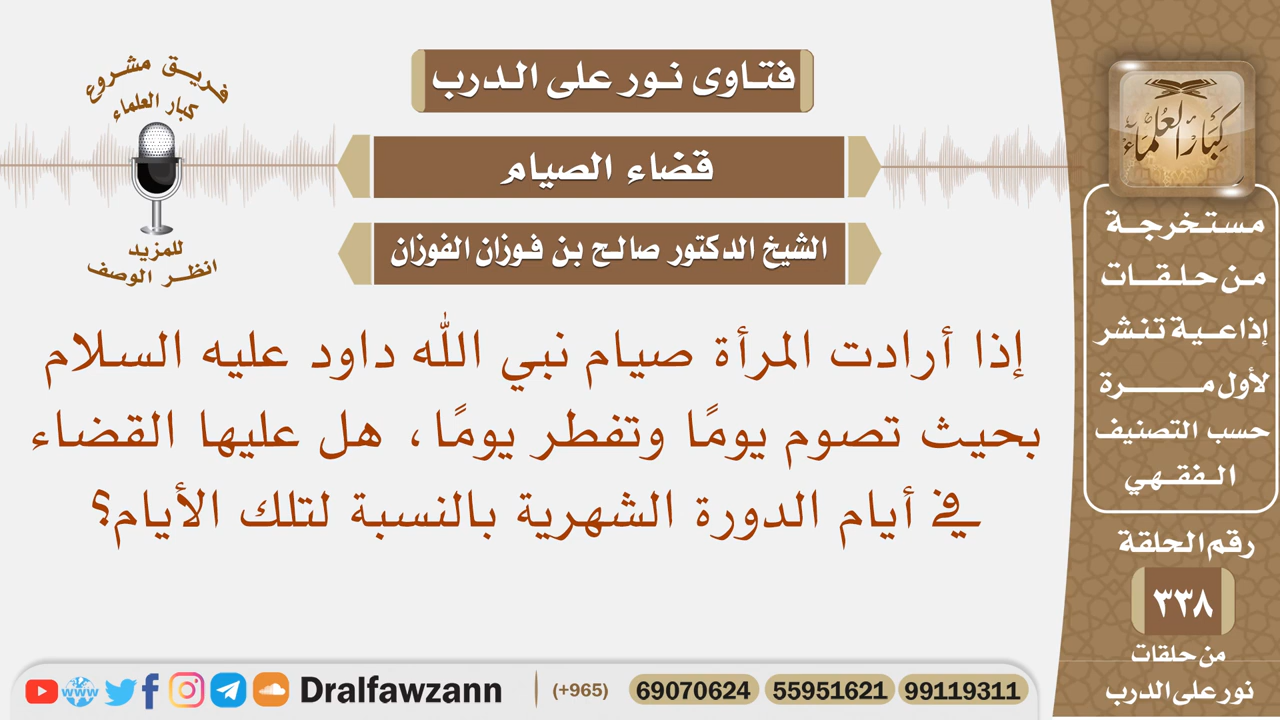 فتاوى نور على الدرب
قضاء الصيام
الشيخ الدكتور صالح بن فوزان الفوزان
فريق مشروع
كبار العلماء
للمزيد
انظر الوصف
إذا أرادت المرأة صيام نبي الله داود عليه السلام
بحيث تصوم يومًا وتفطر يومًا، هل عليها القضاء
في أيام الدورة الشهرية بالنسبة لتلك الأيام؟
كبار العلماء
مستخرجة
من حلقات
إذاعية تنشر
لأول مرة
حسب التصنيف
الفقهي
رقم الحلقة
٣٣٨
من حلقات
نور على الدرب
www
Dralfawzann
(+965)
69070624
55951621
99119311